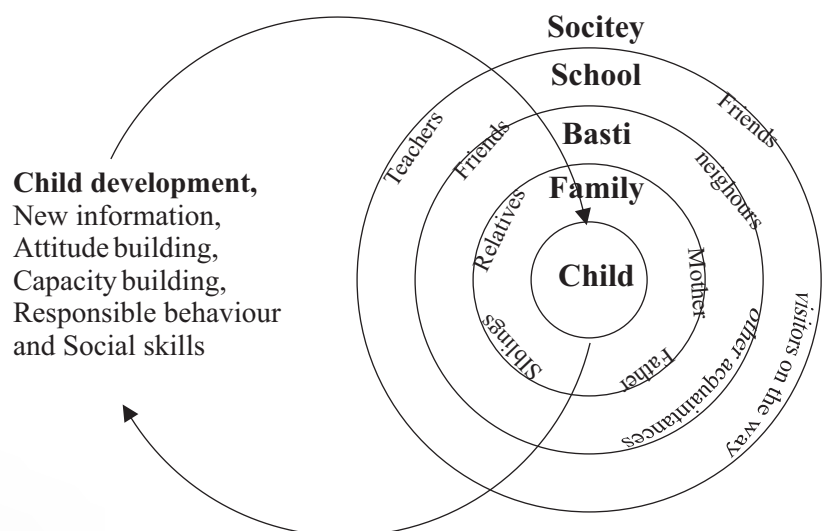 Socitey
School
Basti
Family
Child
Teachers
Friends
Friends
neighours
Relatives
Mother
SIblings
Father
other acquaintances
visitors on the way
Child development,
New information,
Attitude building,
Capacity building,
Responsible behaviour
and Social skills